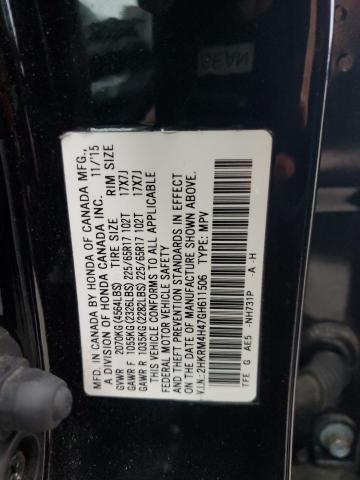 MFD. IN CANADA BY HONDA OF CANADA MFG.,
A DIVISION OF HONDA CANADA INC. 11/15
GVWR 2070KG(4564LBS) TIRE SIZE RIM SIZE
GAWR F 1055KG(2326LBS) 225/65R17 102T 17X7J
GAWR R 1035KG(2282LBS) 225/65R17 102T 17X7J
THIS VEHICLE CONFORMS TO ALL APPLICABLE
FEDERAL MOTOR VEHICLE SAFETY
AND THEFT PREVENTION STANDARDS IN EFFECT
ON THE DATE OF MANUFACTURE SHOWN ABOVE.
V.I.N.: 2HKRM4H47GH611506 TYPE: MPV
TFE G AE5 -NH731P -A -H